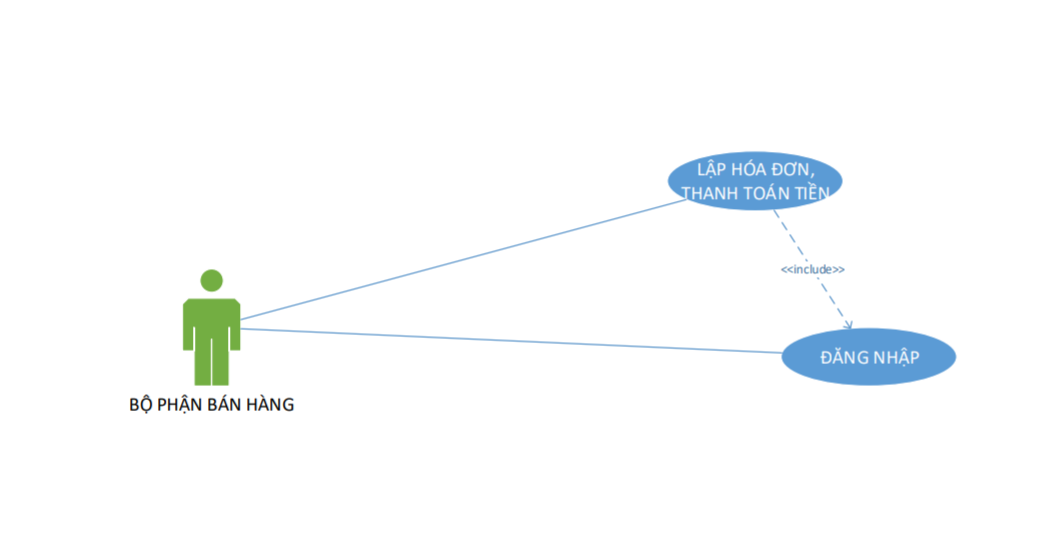 LẬP HÓA ĐƠN,
THANH TOÁN TIỀN
<<include>>
ĐĂNG NHẬP
BỘ PHẬN BÁN HÀNG